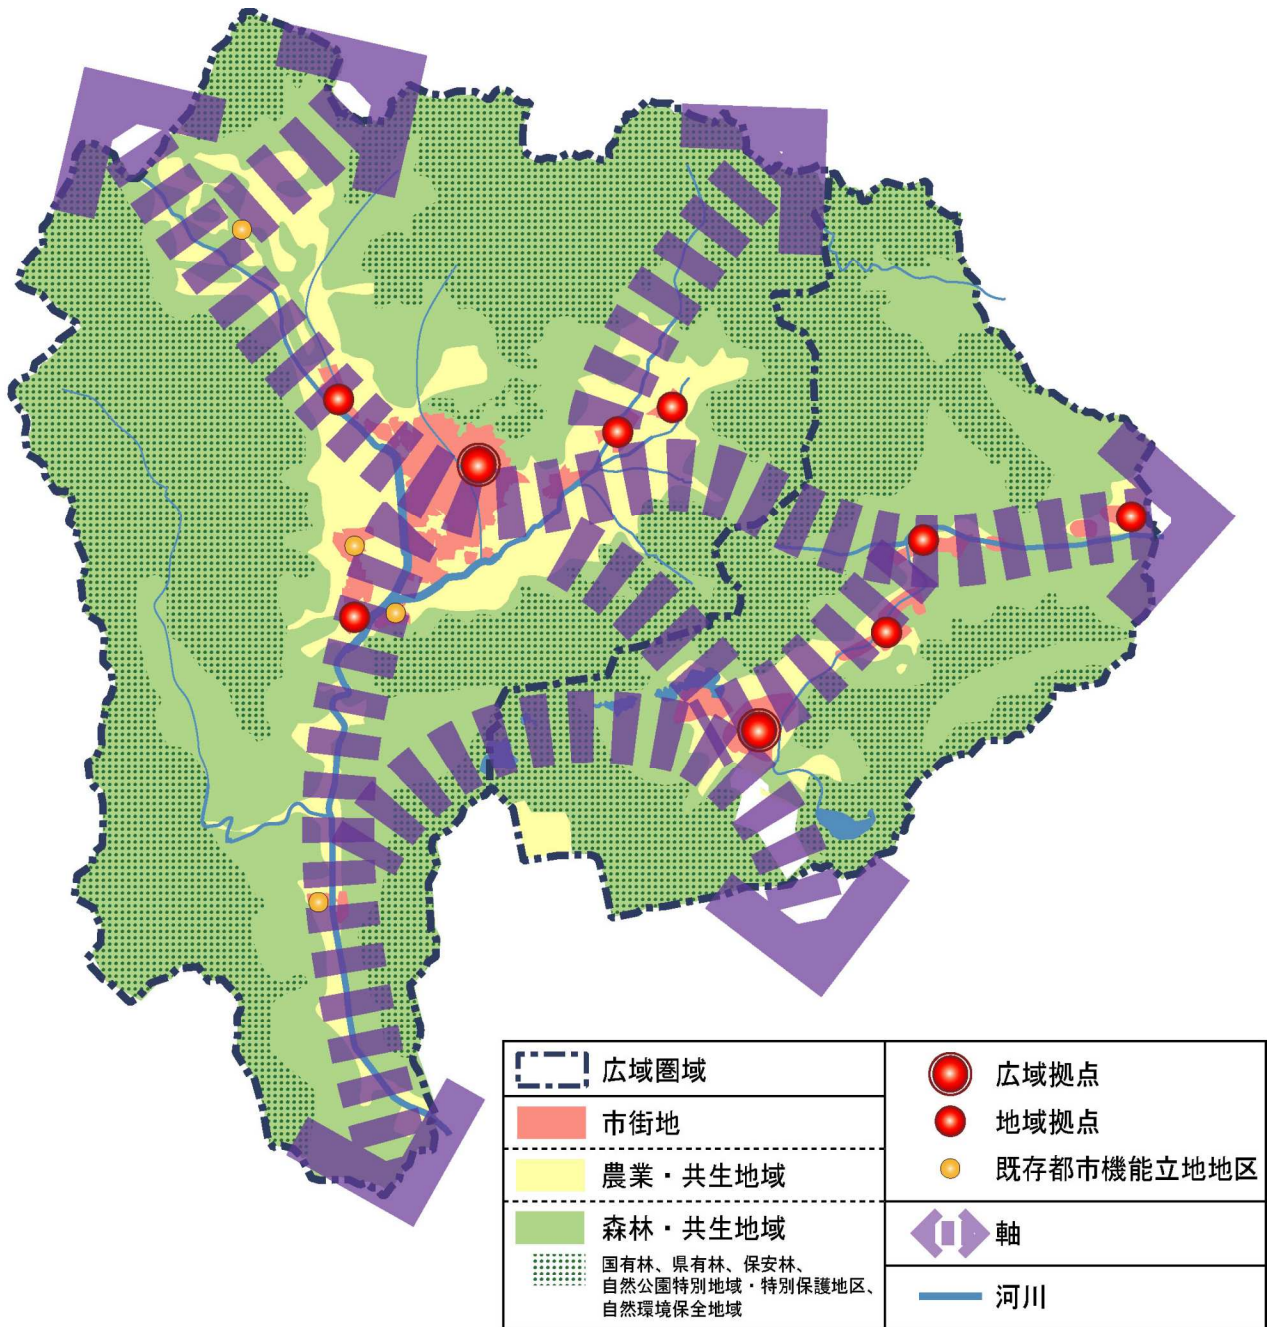 広域圏域
市街地
農業・共生地域
森林・共生地域
国有林、県有林、保安林、
自然公園特別地域・特別保護地区、
自然環境保全地域
広域拠点
地域拠点
既存都市機能立地地区
軸
河川